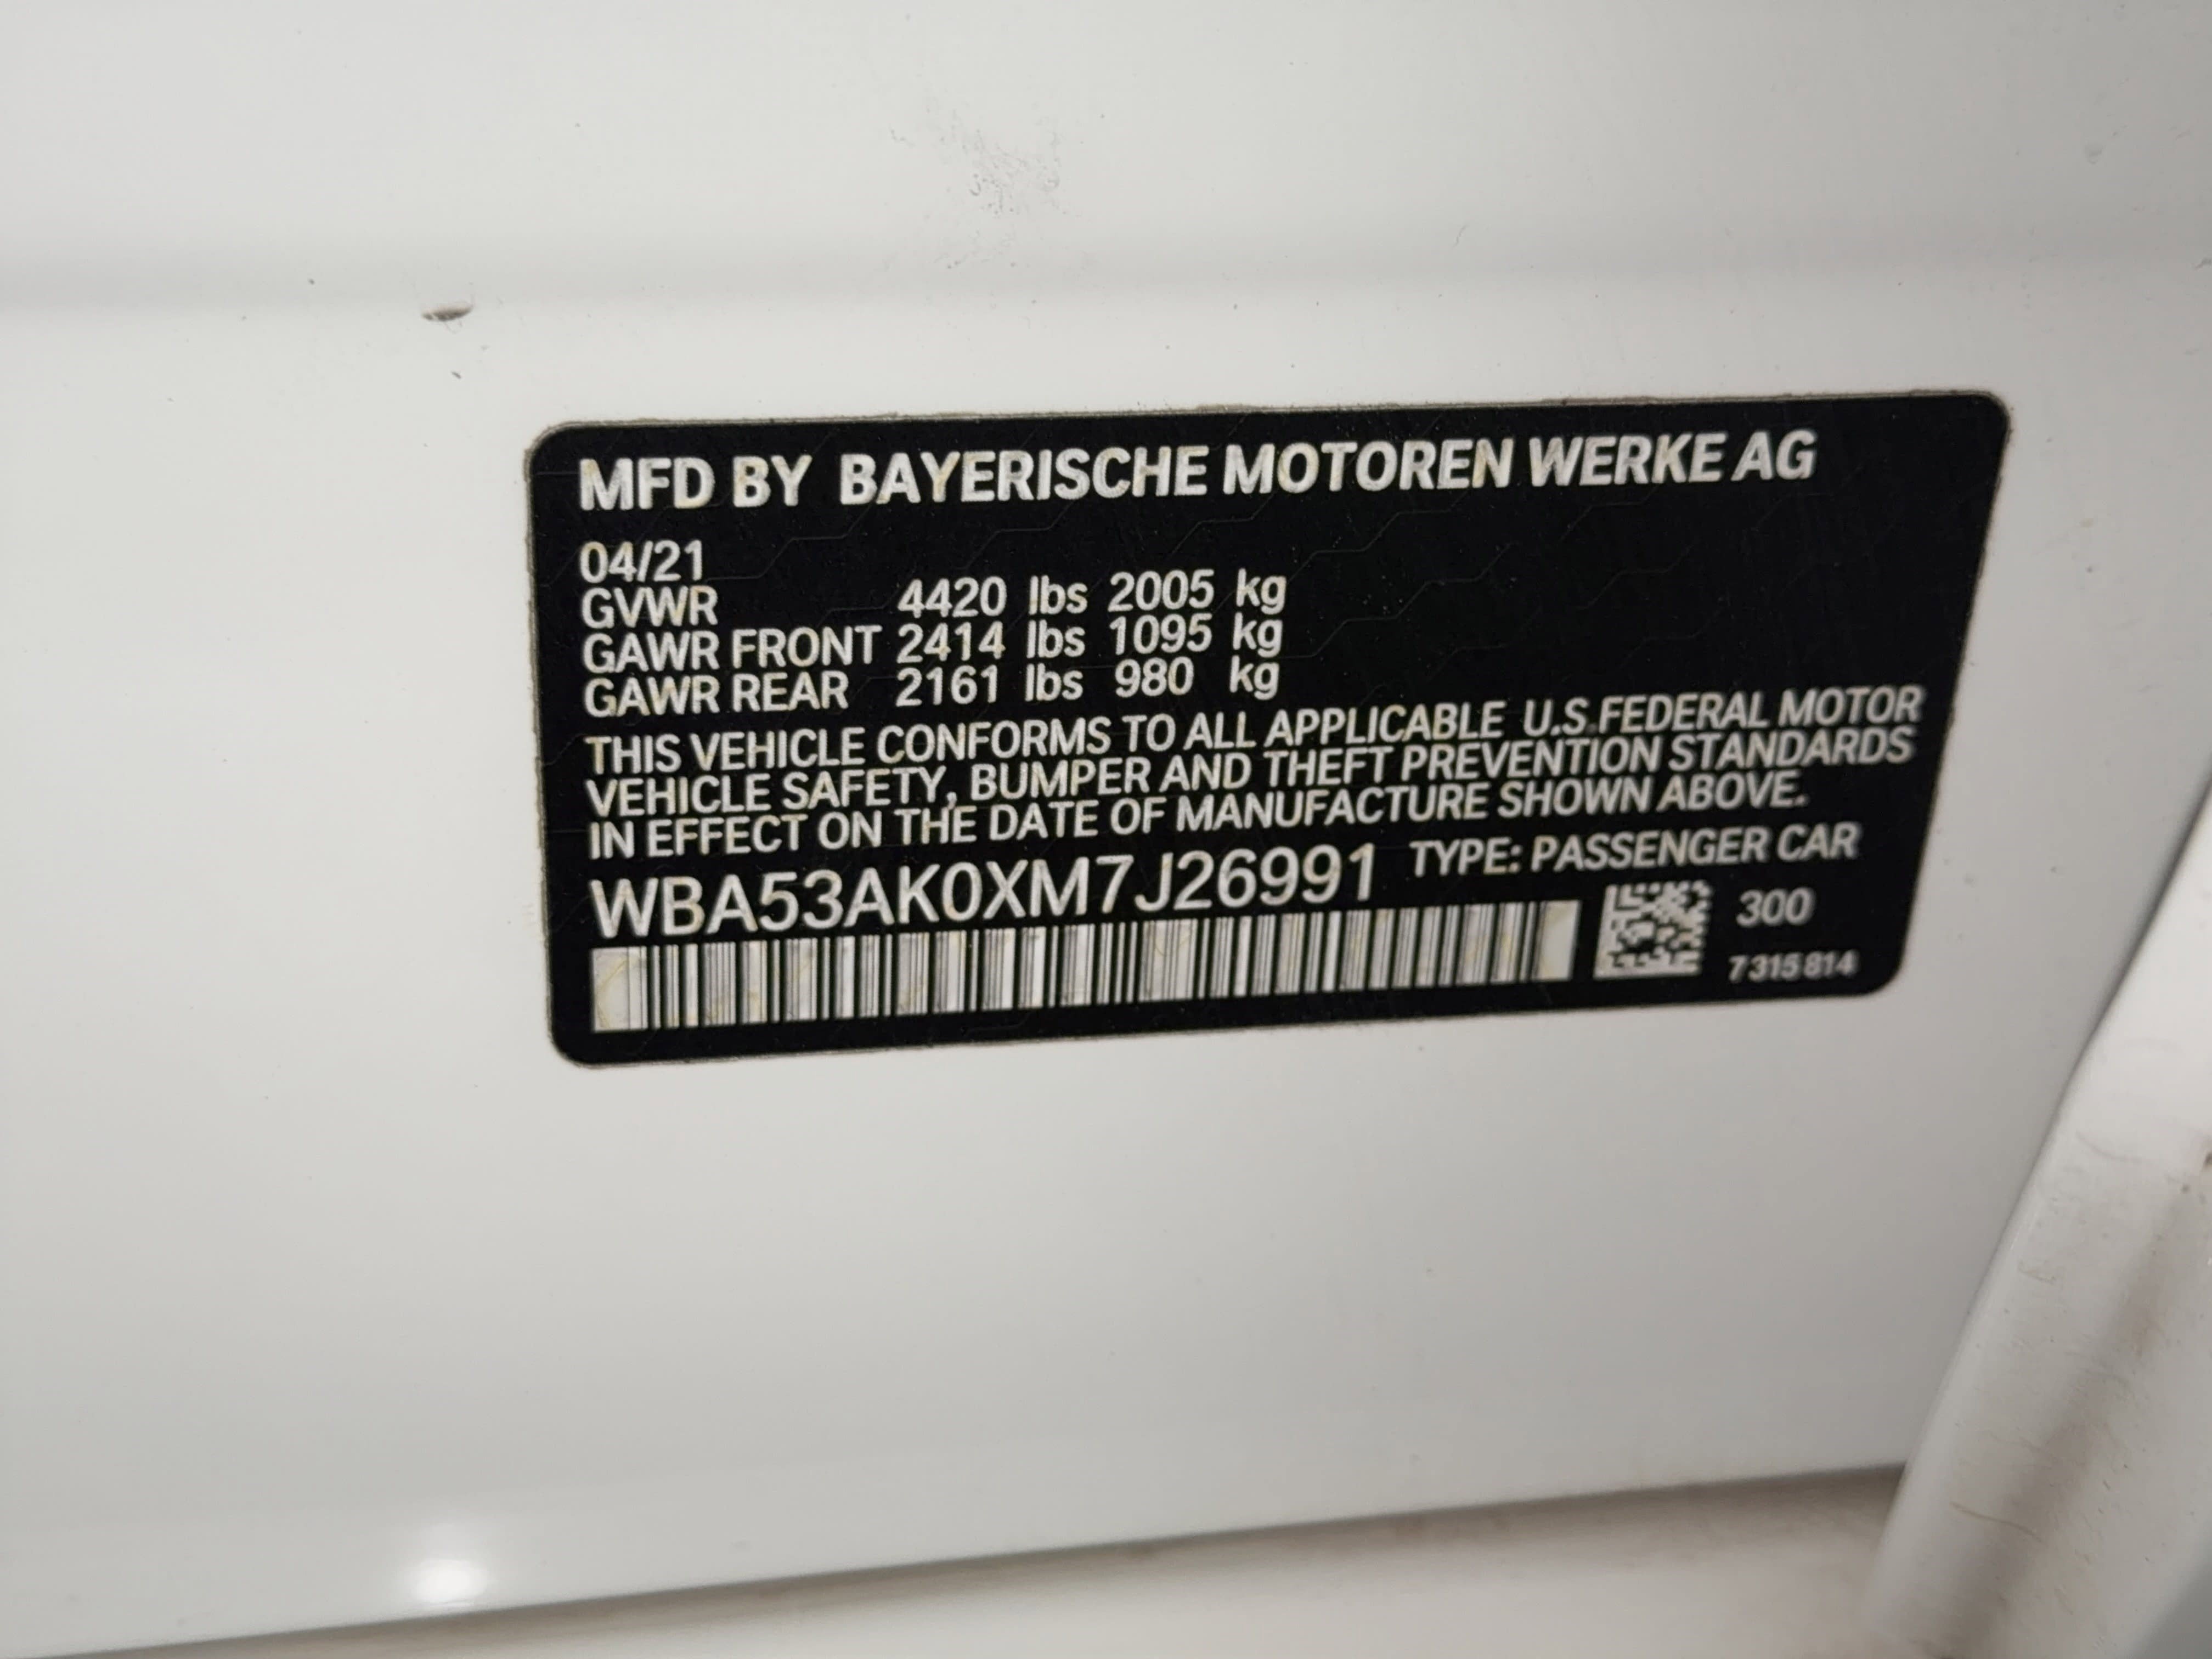 MFD BY BAYERISCHE MOTOREN WERKE AG
04/21
GVWR 4420 lbs 2005 kg
GAWR FRONT 2414 lbs 1095 kg
GAWR REAR 2161 lbs 980 kg
THIS VEHICLE CONFORMS TO ALL APPLICABLE U.S.FEDERAL MOTOR
VEHICLE SAFETY, BUMPER AND THEFT PREVENTION STANDARDS
IN EFFECT ON THE DATE OF MANUFACTURE SHOWN ABOVE.
WBA53AK0XM7J26991 TYPE: PASSENGER CAR
300
7315814